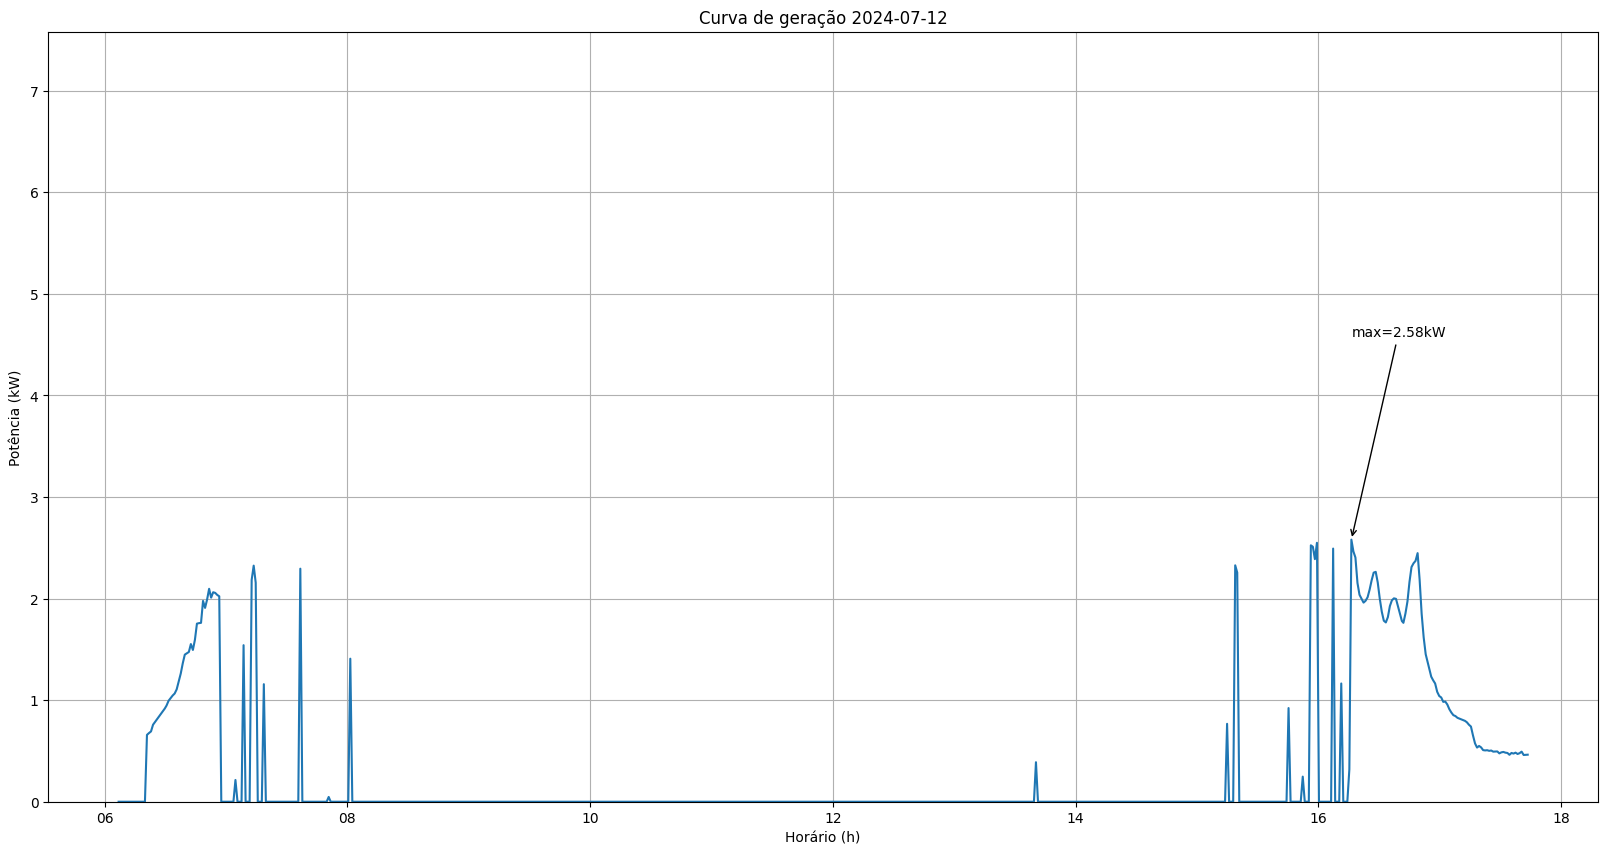 Curva de geração 2024-07-12
7
6
5
max=2.58kW
4
Potência (kW)
3
2
1
0
06 08 10 12 14 16 18
Horário (h)